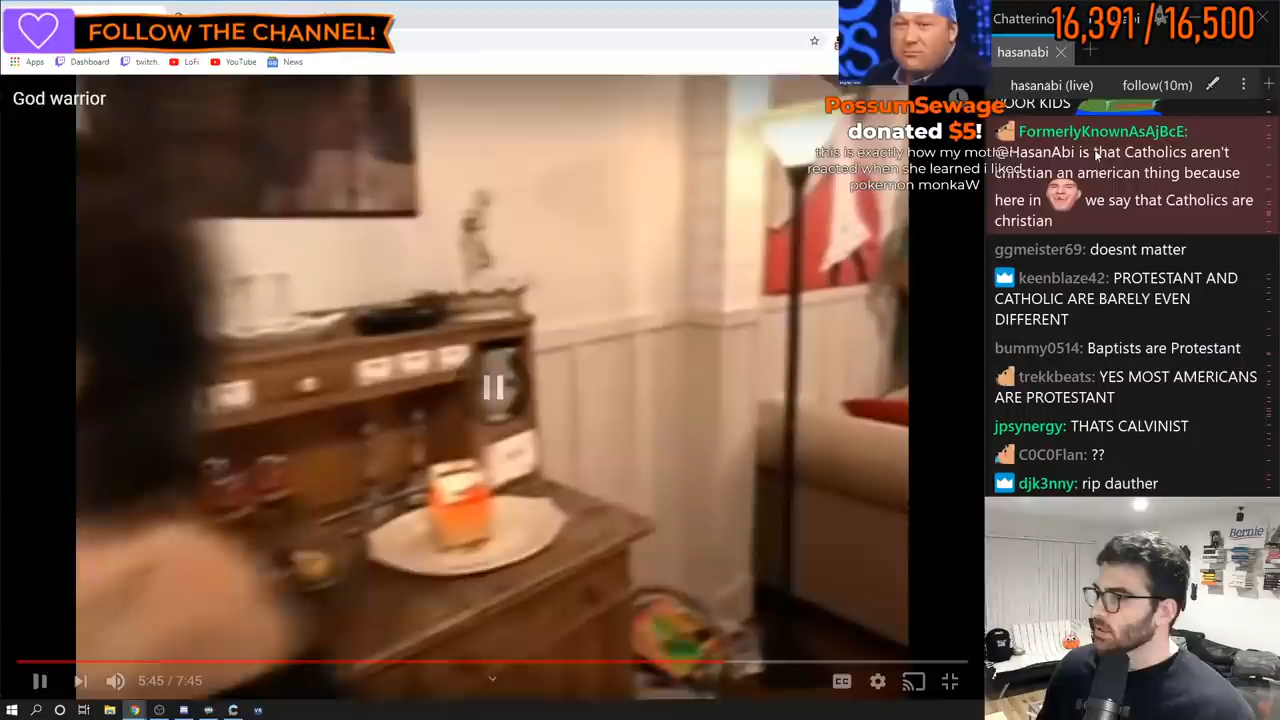 FOLLOW THE CHANNEL!
Apps
Dashboard
twitch.
LoFi
YouTube
News
God warrior
5:45 / 7:45
CC
PossumSewage
donated $5!
this is exactly how my mother
reacted when she learned i liked
pokemon monkaW
Chatterino
16,391 / 16,500
hasanabi
hasanabi (live)
follow(10m)
POOR KIDS
FormerlyKnownAsAjBcE:
@HasanAbi is that Catholics aren't
christian an american thing because
here in we say that Catholics are
christian
ggmeister69: doesnt matter
keenblaze42: PROTESTANT AND
CATHOLIC ARE BARELY EVEN
DIFFERENT
bummy0514: Baptists are Protestant
trekkbeats: YES MOST AMERICANS
ARE PROTESTANT
jpsynergy: THATS CALVINIST
C0C0Flan: ??
djk3nny: rip dauther
Bernie